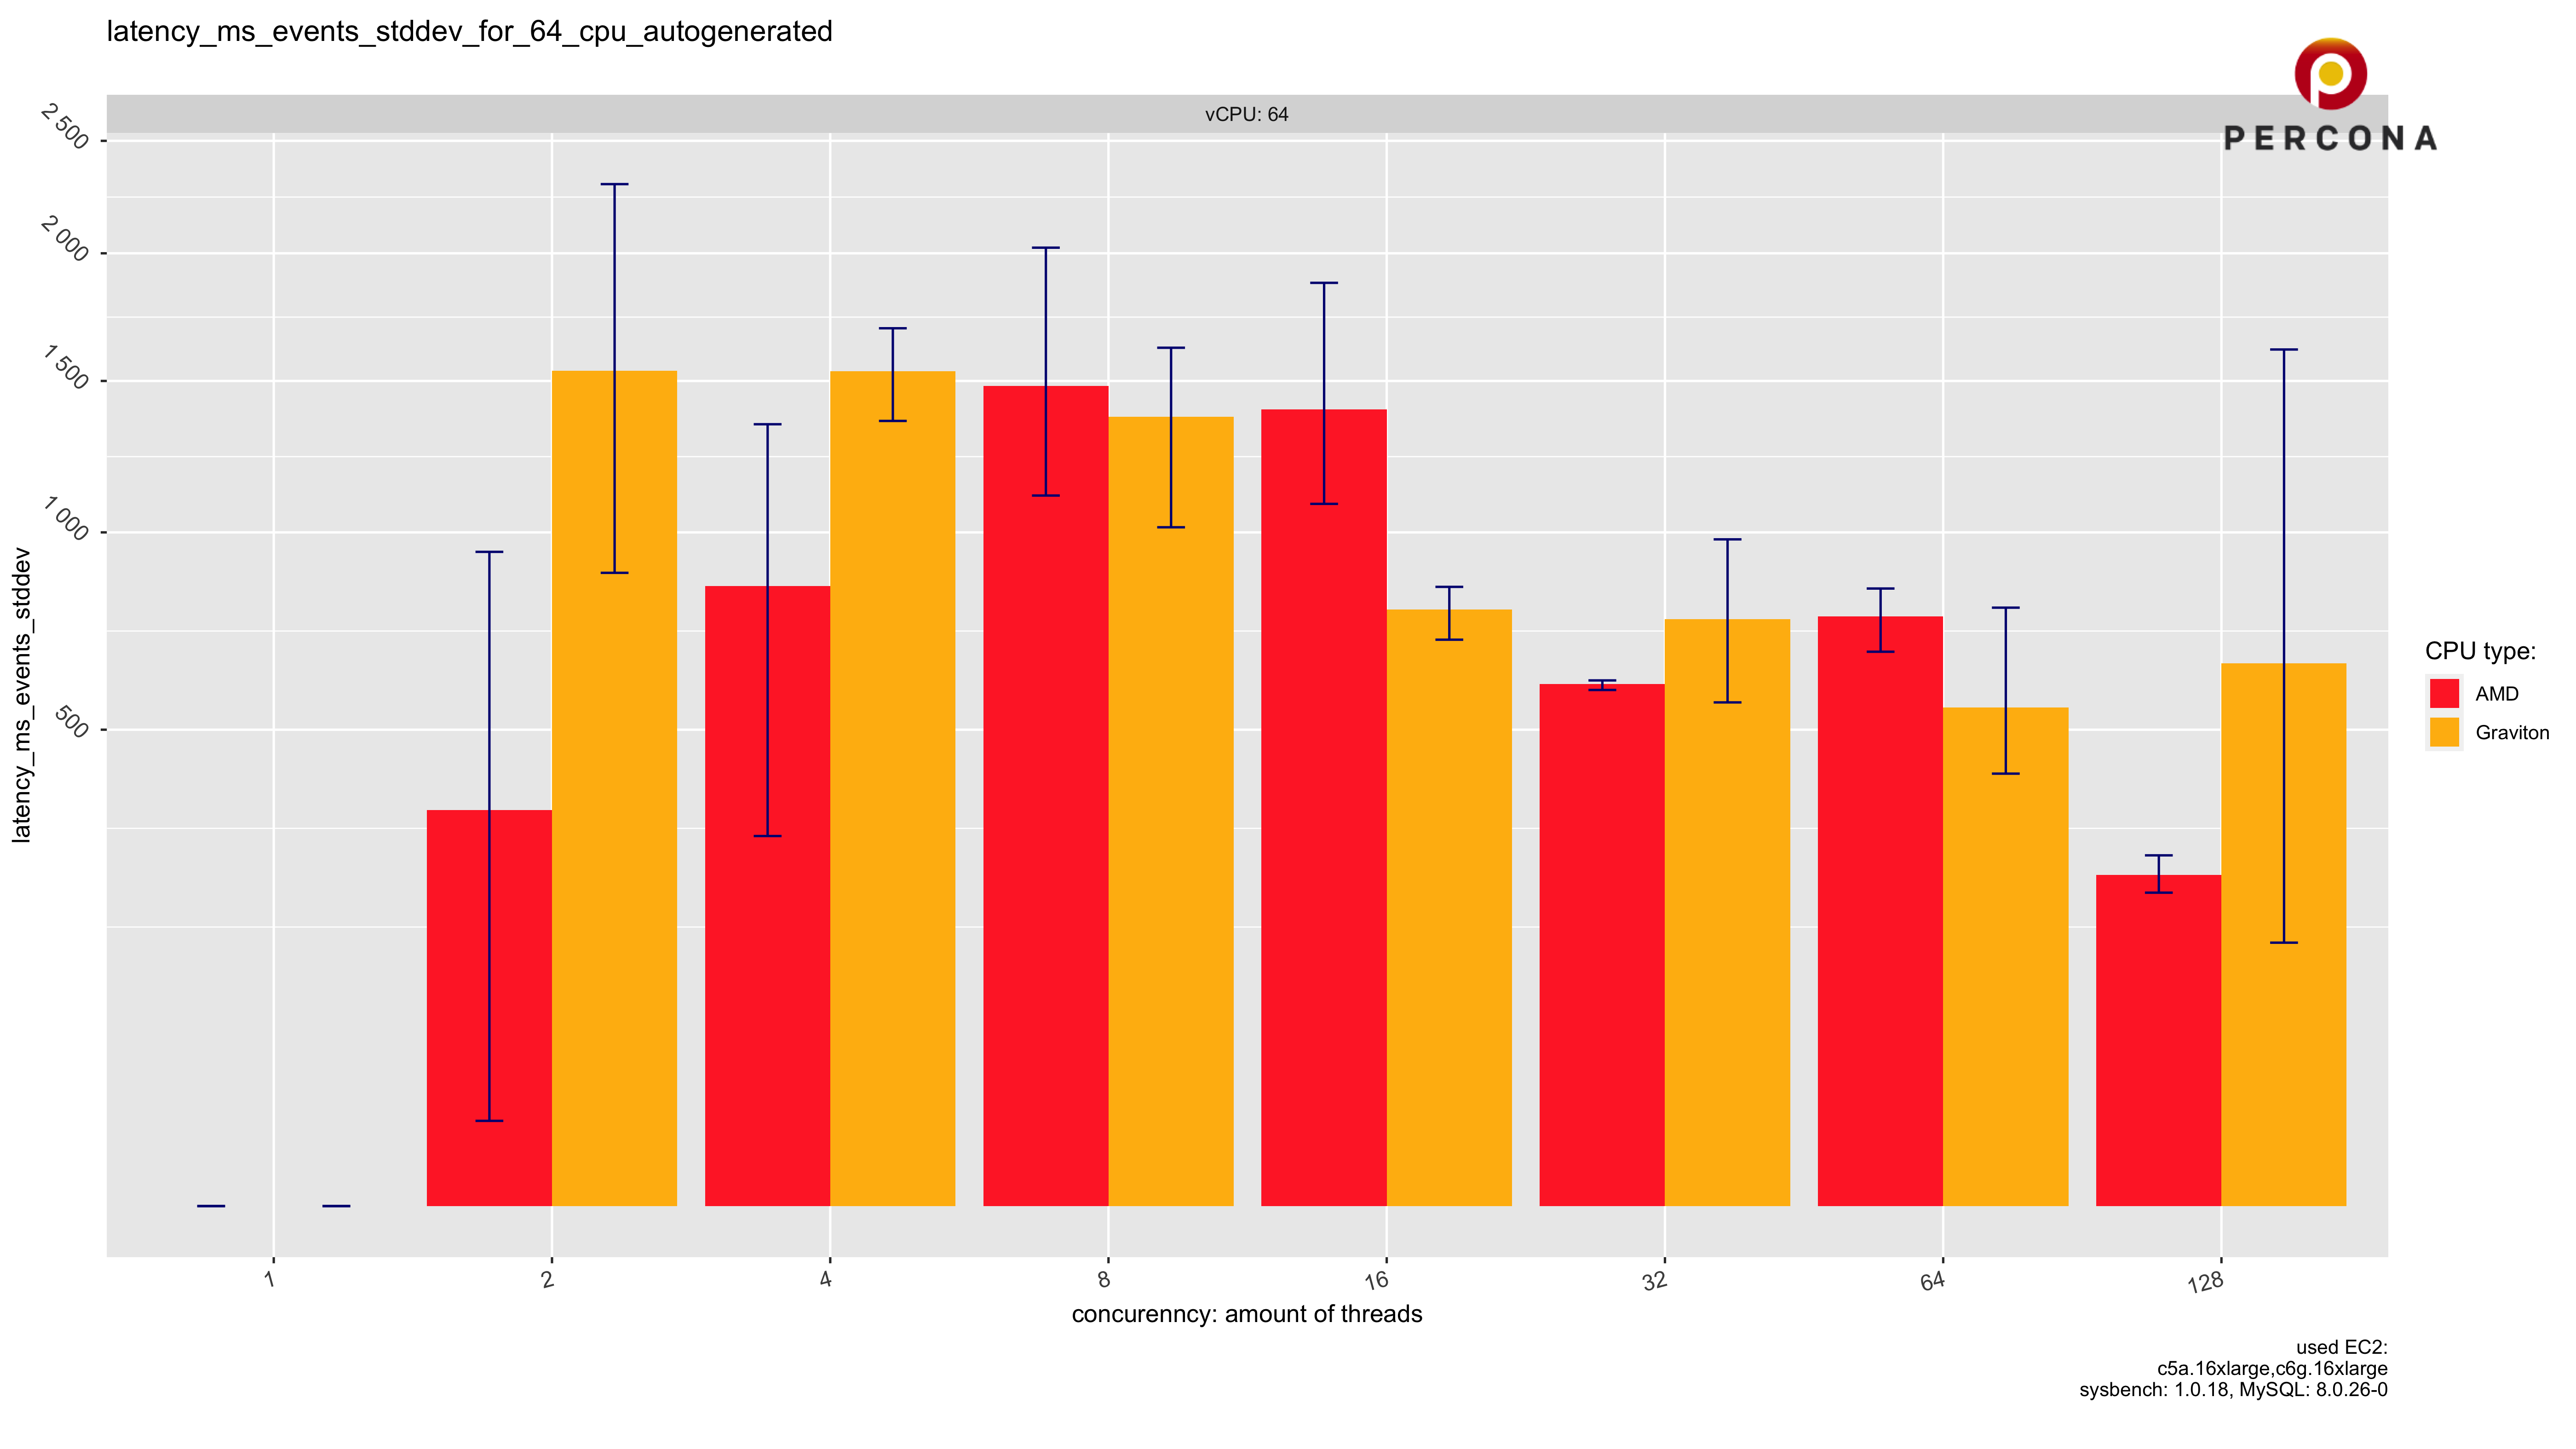 latency_ms_events_stddev_for_64_cpu_autogenerated
PERCONA
vCPU: 64
2 500
2 000
1 500
1 000
500
latency_ms_events_stddev
1
2
4
8
16
32
64
128
concurenncy: amount of threads
CPU type:
AMD
Graviton
used EC2:
c5a.16xlarge,c6g.16xlarge
sysbench: 1.0.18, MySQL: 8.0.26-0